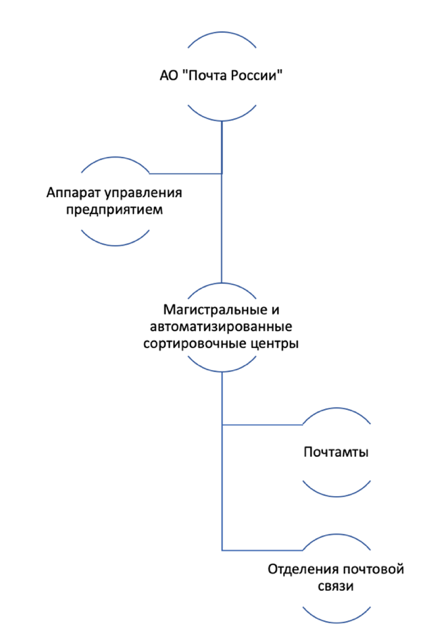 АО "Почта России"
Аппарат управления
предприятием
Магистральные и
автоматизированные
сортировочные центры
Почтамты
Отделения почтовой
связи